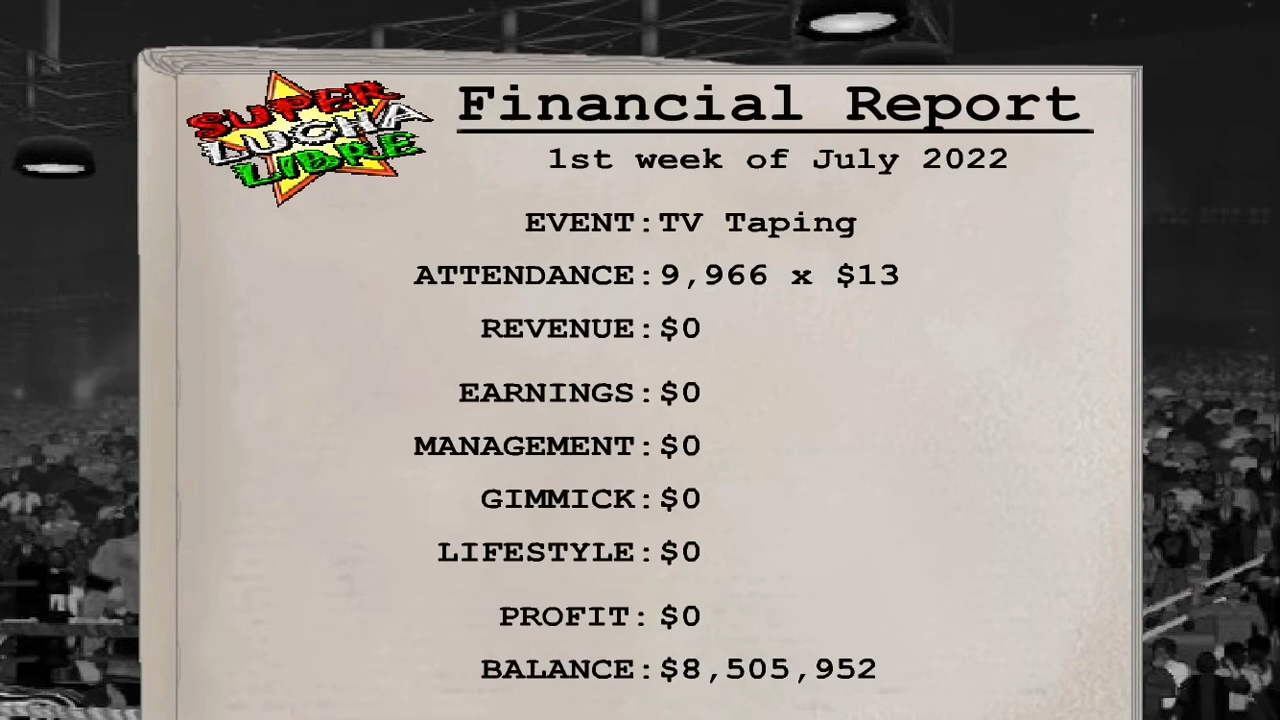 SUPER
LUCHA
LIBRE
Financial Report
1st week of July 2022
EVENT: TV Taping
ATTENDANCE: 9,966 x $13
REVENUE: $0
EARNINGS: $0
MANAGEMENT: $0
GIMMICK: $0
LIFESTYLE: $0
PROFIT: $0
BALANCE: $8,505,952